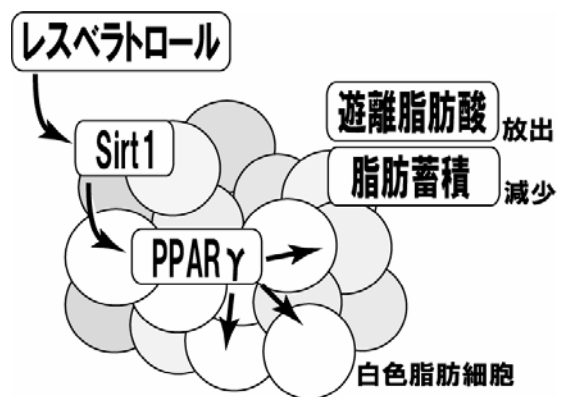 レスベラトロール
遊離脂肪酸 放出
Sirt1
脂肪蓄積 減少
PPARγ
白色脂肪細胞